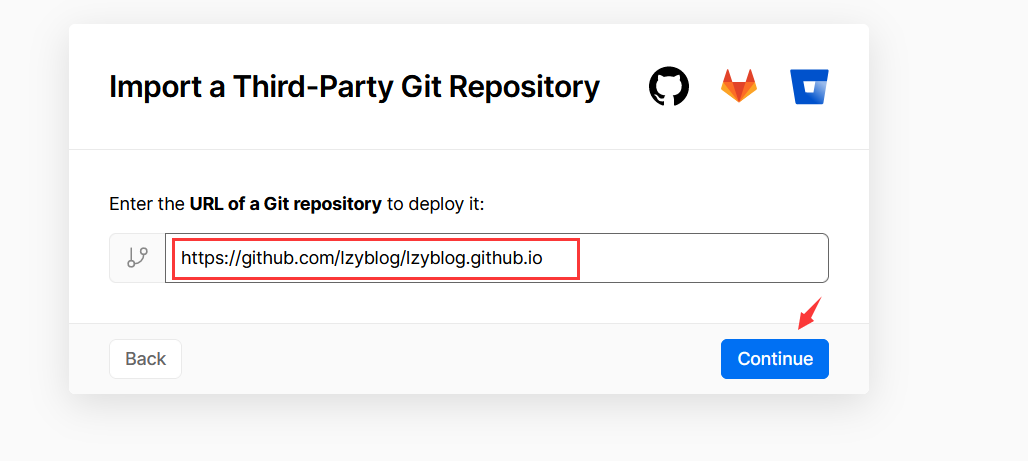 Import a Third-Party Git Repository
Enter the URL of a Git repository to deploy it:
https://github.com/lzyblog/lzyblog.github.io
Back
Continue